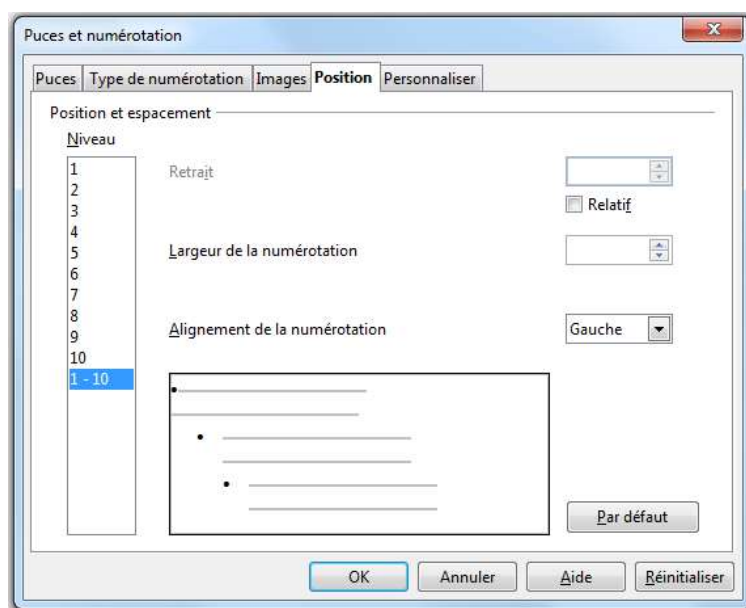 Puces et numérotation
Puces Type de numérotation Images Position Personnaliser
Position et espacement
Niveau
1
2
3
4
5
6
7
8
9
10
1 - 10
Retrait
Relatif
Largeur de la numérotation
Alignement de la numérotation Gauche
Par défaut
OK Annuler Aide Réinitialiser